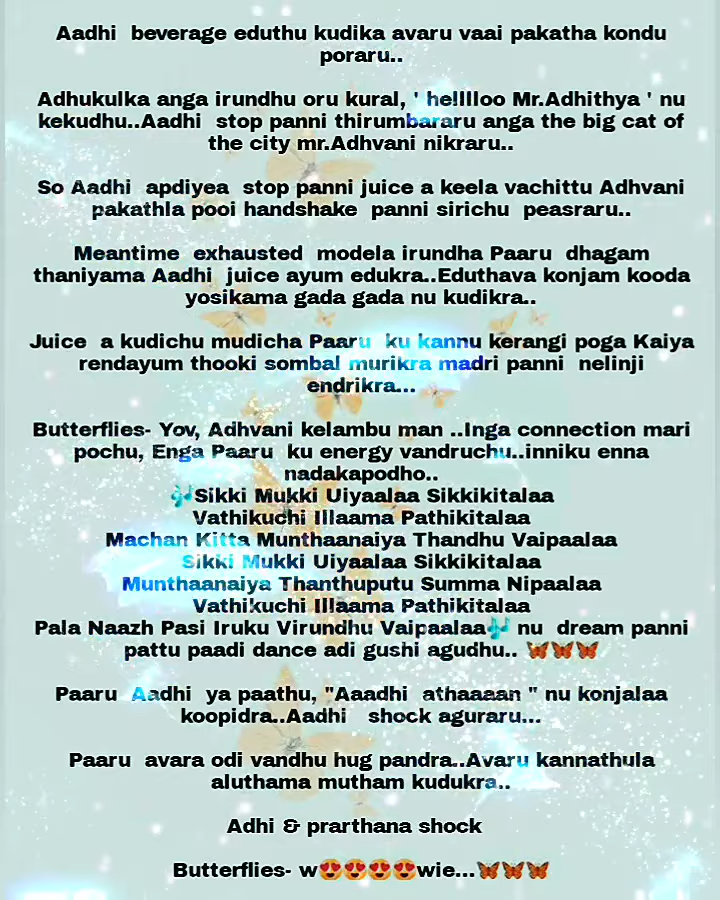 Aadhi beverage eduthu kudika avaru vaai pakatha kondu
poraru..
Adhukulka anga irundhu oru kural, ' hellllloo Mr.Adhithya ' nu
kekudhu..Aadhi stop panni thirumbararu anga the big cat of
the city mr.Adhvani nikraru..
So Aadhi apdiyea stop panni juice a keela vachittu Adhvani
pakathla pooi handshake panni sirichu peasraru..
Meantime exhausted modela irundha Paaru dhagam
thaniyama Aadhi juice ayum edukra..Eduthava konjam kooda
yosikama gada gada nu kudikra..
Juice a kudichu mudicha Paaru ku kannu kerangi poga Kaiya
rendayum thooki sombal murikra madri panni nelinji
endrikra...
Butterflies- Yov, Adhvani kelambu man ..Inga connection mari
pochu, Enga Paaru ku energy vandruchu..inniku enna
nadakapodho..
🎶Sikki Mukki Uiyaalaa Sikkikitalaa
Vathikuchi Illaama Pathikitalaa
Machan Kitta Munthaanaiya Thandhu Vaipaalaa
Sikki Mukki Uiyaalaa Sikkikitalaa
Munthaanaiya Thanthuputu Summa Nipaalaa
Vathikuchi Illaama Pathikitalaa
Pala Naazh Pasi Iruku Virundhu Vaipaalaa🎶 nu dream panni
pattu paadi dance adi gushi agudhu.. 🦋🦋🦋
Paaru Aadhi ya paathu, "Aaadhi athaaaan " nu konjalaa
koopidra..Aadhi shock aguraru...
Paaru avara odi vandhu hug pandra..Avaru kannathula
aluthama mutham kudukra..
Adhi & prarthana shock
Butterflies- w😍😍😍😍wie...🦋🦋🦋